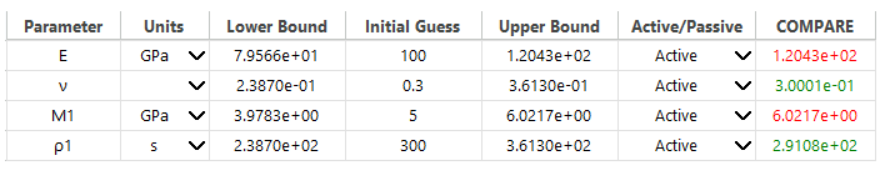 Parameter Units Lower Bound Initial Guess Upper Bound Active/Passive COMPARE
E GPa 7.9566e+01 100 1.2043e+02 Active 1.2043e+02
ν 2.3870e-01 0.3 3.6130e-01 Active 3.0001e-01
M1 GPa 3.9783e+00 5 6.0217e+00 Active 6.0217e+00
ρ1 s 2.3870e+02 300 3.6130e+02 Active 2.9108e+02